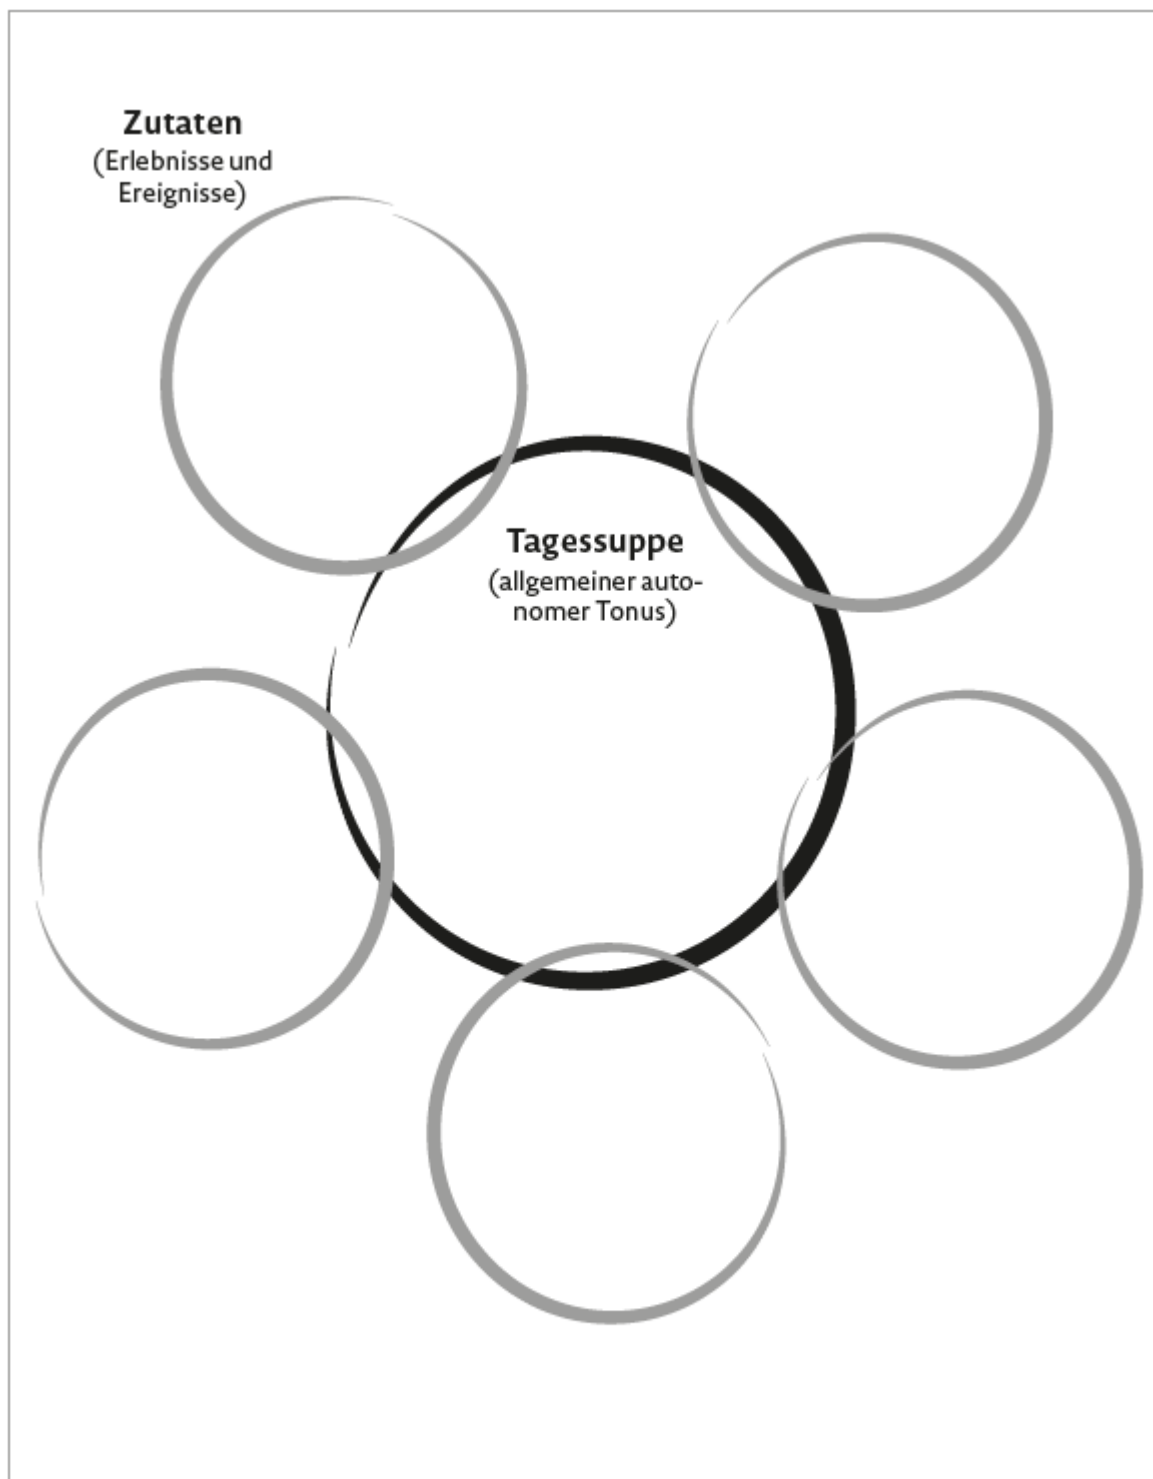 Zutaten
(Erlebnisse und
Ereignisse)
Tagessuppe
(allgemeiner auto-
nomer Tonus)